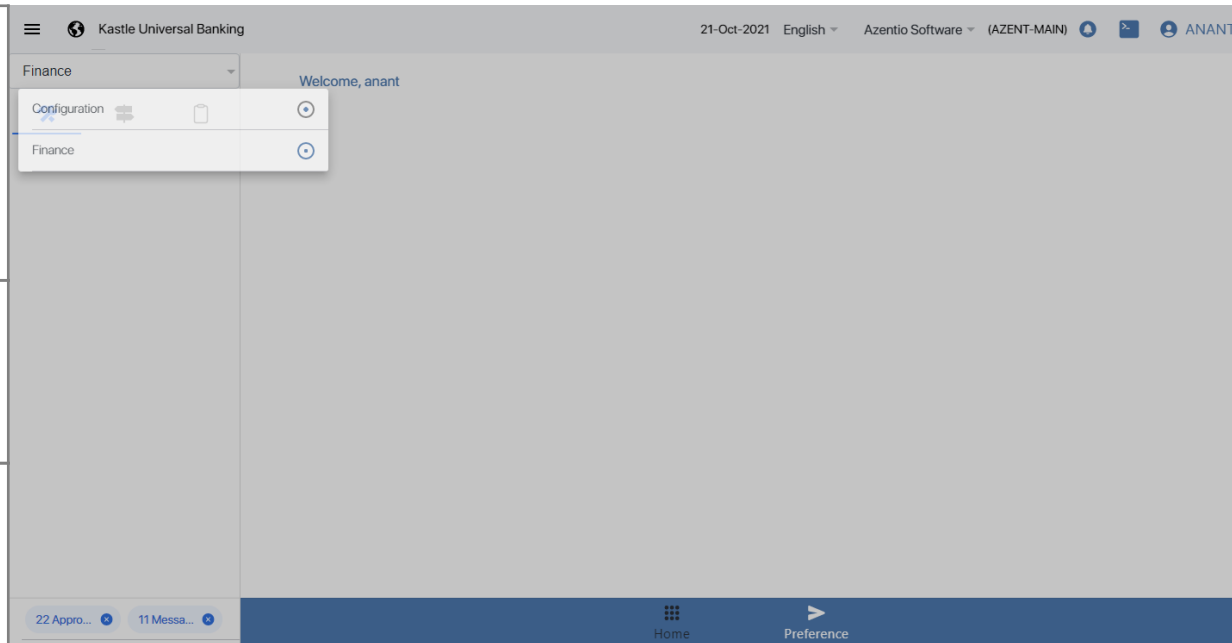 Kastle Universal Banking 21-Oct-2021 English Azentio Software (AZENT-MAIN) ANANT
Finance
Welcome, anant
Configuration
Finance
22 Appro... 11 Messa...
Home Preference